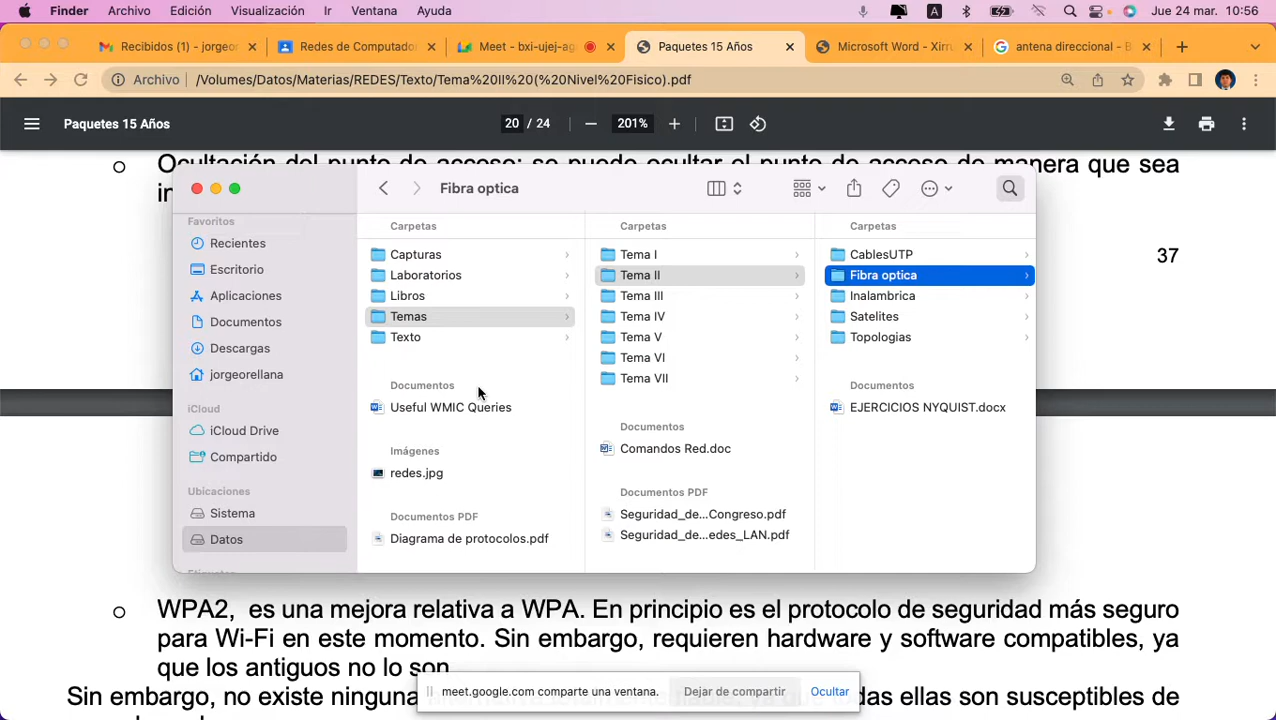 Finder Archivo Edición Visualización Ir Ventana Ayuda A Jue 24 mar. 10:56
Recibidos (1) - jorgeor × Redes de Computado × Meet - bxi-ujej-ag × Paquetes 15 Años × Microsoft Word - Xirru × antena direccional - B ×
Archivo /Volumes/Datos/Materias/REDES/Texto/Tema%20II%20(%20Nivel%20Fisico).pdf
Paquetes 15 Años 20 / 24 201%
o Ocultación del punto de acceso: se puede ocultar el punto de acceso de manera que sea
in
37
Fibra optica
Favoritos
Recientes
Escritorio
Aplicaciones
Documentos
Descargas
jorgeorellana
iCloud
iCloud Drive
Compartido
Ubicaciones
Sistema
Datos
Carpetas
Capturas
Laboratorios
Libros
Temas
Texto
Documentos
Useful WMIC Queries
Imágenes
redes.jpg
Documentos PDF
Diagrama de protocolos.pdf
Carpetas
Tema I
Tema II
Tema III
Tema IV
Tema V
Tema VI
Tema VII
Documentos
Comandos Red.doc
Documentos PDF
Seguridad_de...Congreso.pdf
Seguridad_de...edes_LAN.pdf
Carpetas
CablesUTP
Fibra optica
Inalambrica
Satelites
Topologias
Documentos
EJERCICIOS NYQUIST.docx
o WPA2, es una mejora relativa a WPA. En principio es el protocolo de seguridad más seguro
para Wi-Fi en este momento. Sin embargo, requieren hardware y software compatibles, ya
que los antiguos no lo son
Sin embargo, no existe ninguna das ellas son susceptibles de
meet.google.com comparte una ventana. Dejar de compartir Ocultar